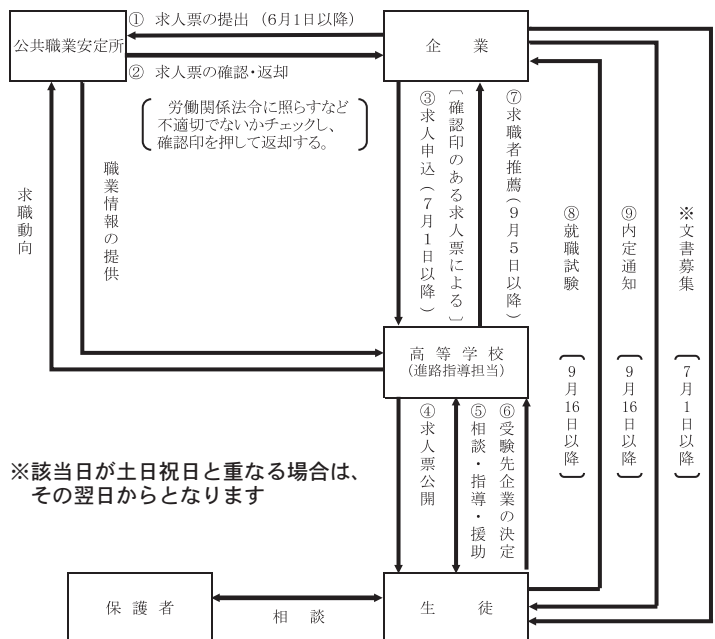 ① 求人票の提出 (6月1日以降)
公共職業安定所
企　業
② 求人票の確認・返却
労働関係法令に照らすなど
不適切でないかチェックし、
確認印を押して返却する。
求職動向
職業情報の提供
③求人申込(7月1日以降)
〔確認印のある求人票による〕
⑦求職者推薦(9月5日以降)
⑧就職試験
〔9月16日以降〕
⑨内定通知
〔9月16日以降〕
※文書募集
〔7月1日以降〕
高等学校
(進路指導担当)
④求人票公開
⑤相談・指導・援助
⑥受験先企業の決定
※該当日が土日祝日と重なる場合は、
その翌日からとなります
保護者
相　談
生　徒